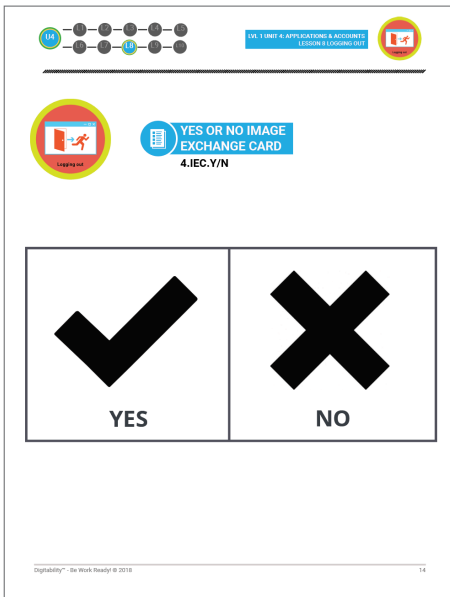 U4
L1 L2 L3 L4 L5
L6 L7 L8 L9 L10
LVL 1 UNIT 4: APPLICATIONS & ACCOUNTS
LESSON 8 LOGGING OUT
Logging out
Logging out
YES OR NO IMAGE
EXCHANGE CARD
4.IEC.Y/N
YES
NO
Digitability™ - Be Work Ready! © 2018
14